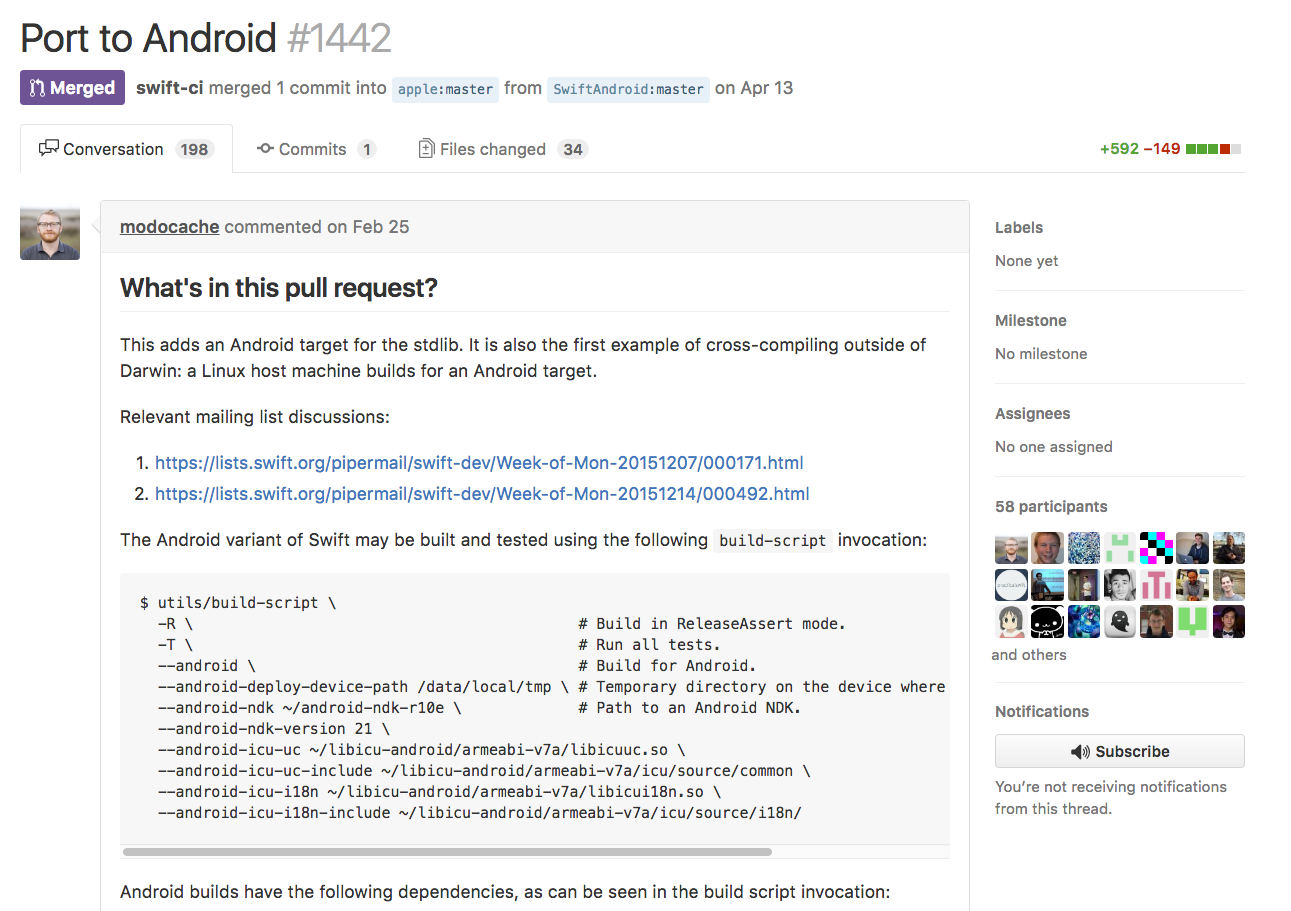 Port to Android #1442
Merged swift-ci merged 1 commit into apple:master from SwiftAndroid:master on Apr 13
Conversation 198 Commits 1 Files changed 34 +592 −149
modocache commented on Feb 25
What's in this pull request?
This adds an Android target for the stdlib. It is also the first example of cross-compiling outside of
Darwin: a Linux host machine builds for an Android target.
Relevant mailing list discussions:
1. https://lists.swift.org/pipermail/swift-dev/Week-of-Mon-20151207/000171.html
2. https://lists.swift.org/pipermail/swift-dev/Week-of-Mon-20151214/000492.html
The Android variant of Swift may be built and tested using the following build-script invocation:
$ utils/build-script \
-R \ # Build in ReleaseAssert mode.
-T \ # Run all tests.
--android \ # Build for Android.
--android-deploy-device-path /data/local/tmp \ # Temporary directory on the device where
--android-ndk ~/android-ndk-r10e \ # Path to an Android NDK.
--android-ndk-version 21 \
--android-icu-uc ~/libicu-android/armeabi-v7a/libicuuc.so \
--android-icu-uc-include ~/libicu-android/armeabi-v7a/icu/source/common \
--android-icu-i18n ~/libicu-android/armeabi-v7a/libicui18n.so \
--android-icu-i18n-include ~/libicu-android/armeabi-v7a/icu/source/i18n/
Android builds have the following dependencies, as can be seen in the build script invocation:
Labels
None yet
Milestone
No milestone
Assignees
No one assigned
58 participants
and others
Notifications
Subscribe
You’re not receiving notifications
from this thread.